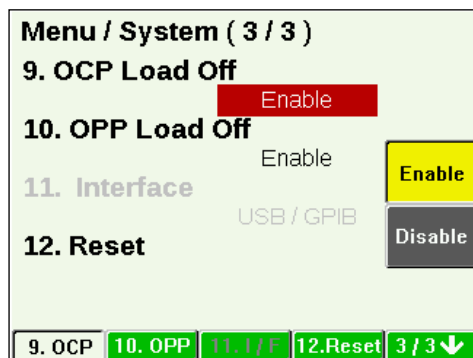 Menu / System ( 3 / 3 )
9. OCP Load Off
Enable
10. OPP Load Off
Enable
11. Interface
USB / GPIB
12. Reset
Enable
Disable
9. OCP 10. OPP 11. I / F 12.Reset 3 / 3 ↓